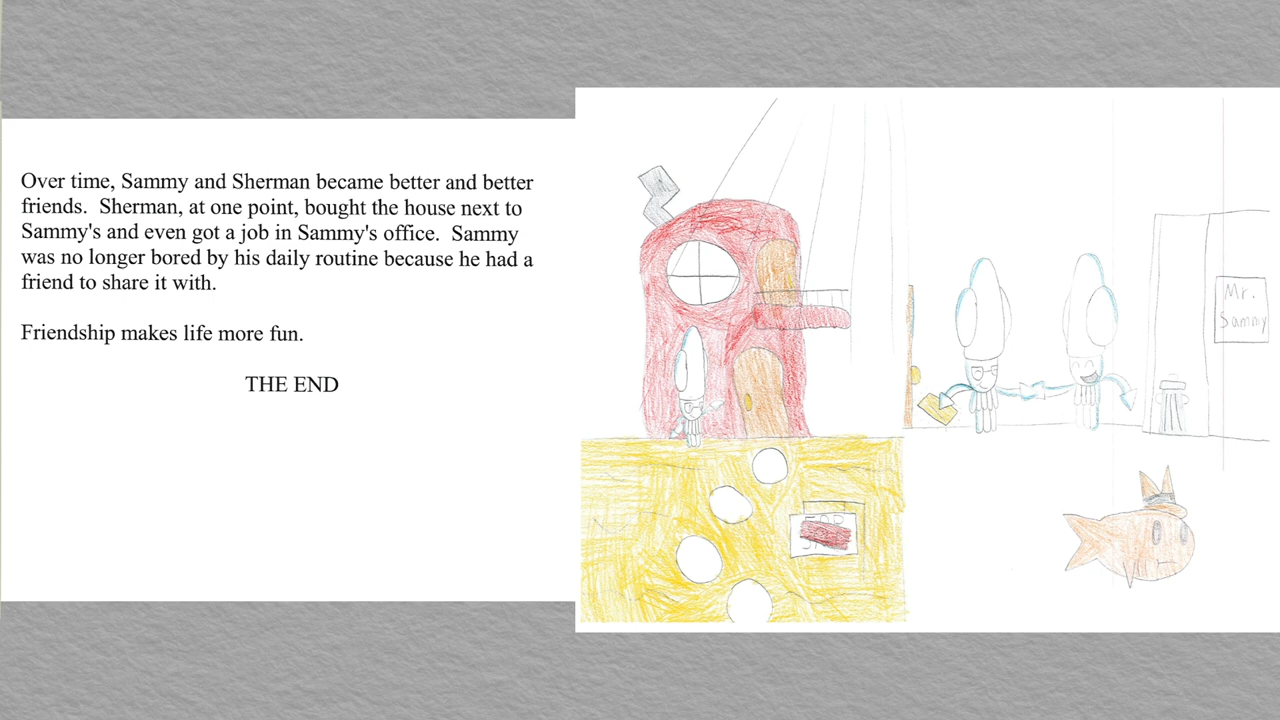 Over time, Sammy and Sherman became better and better
friends. Sherman, at one point, bought the house next to
Sammy's and even got a job in Sammy's office. Sammy
was no longer bored by his daily routine because he had a
friend to share it with.
Friendship makes life more fun.
THE END
Mr.
Sammy
FOR